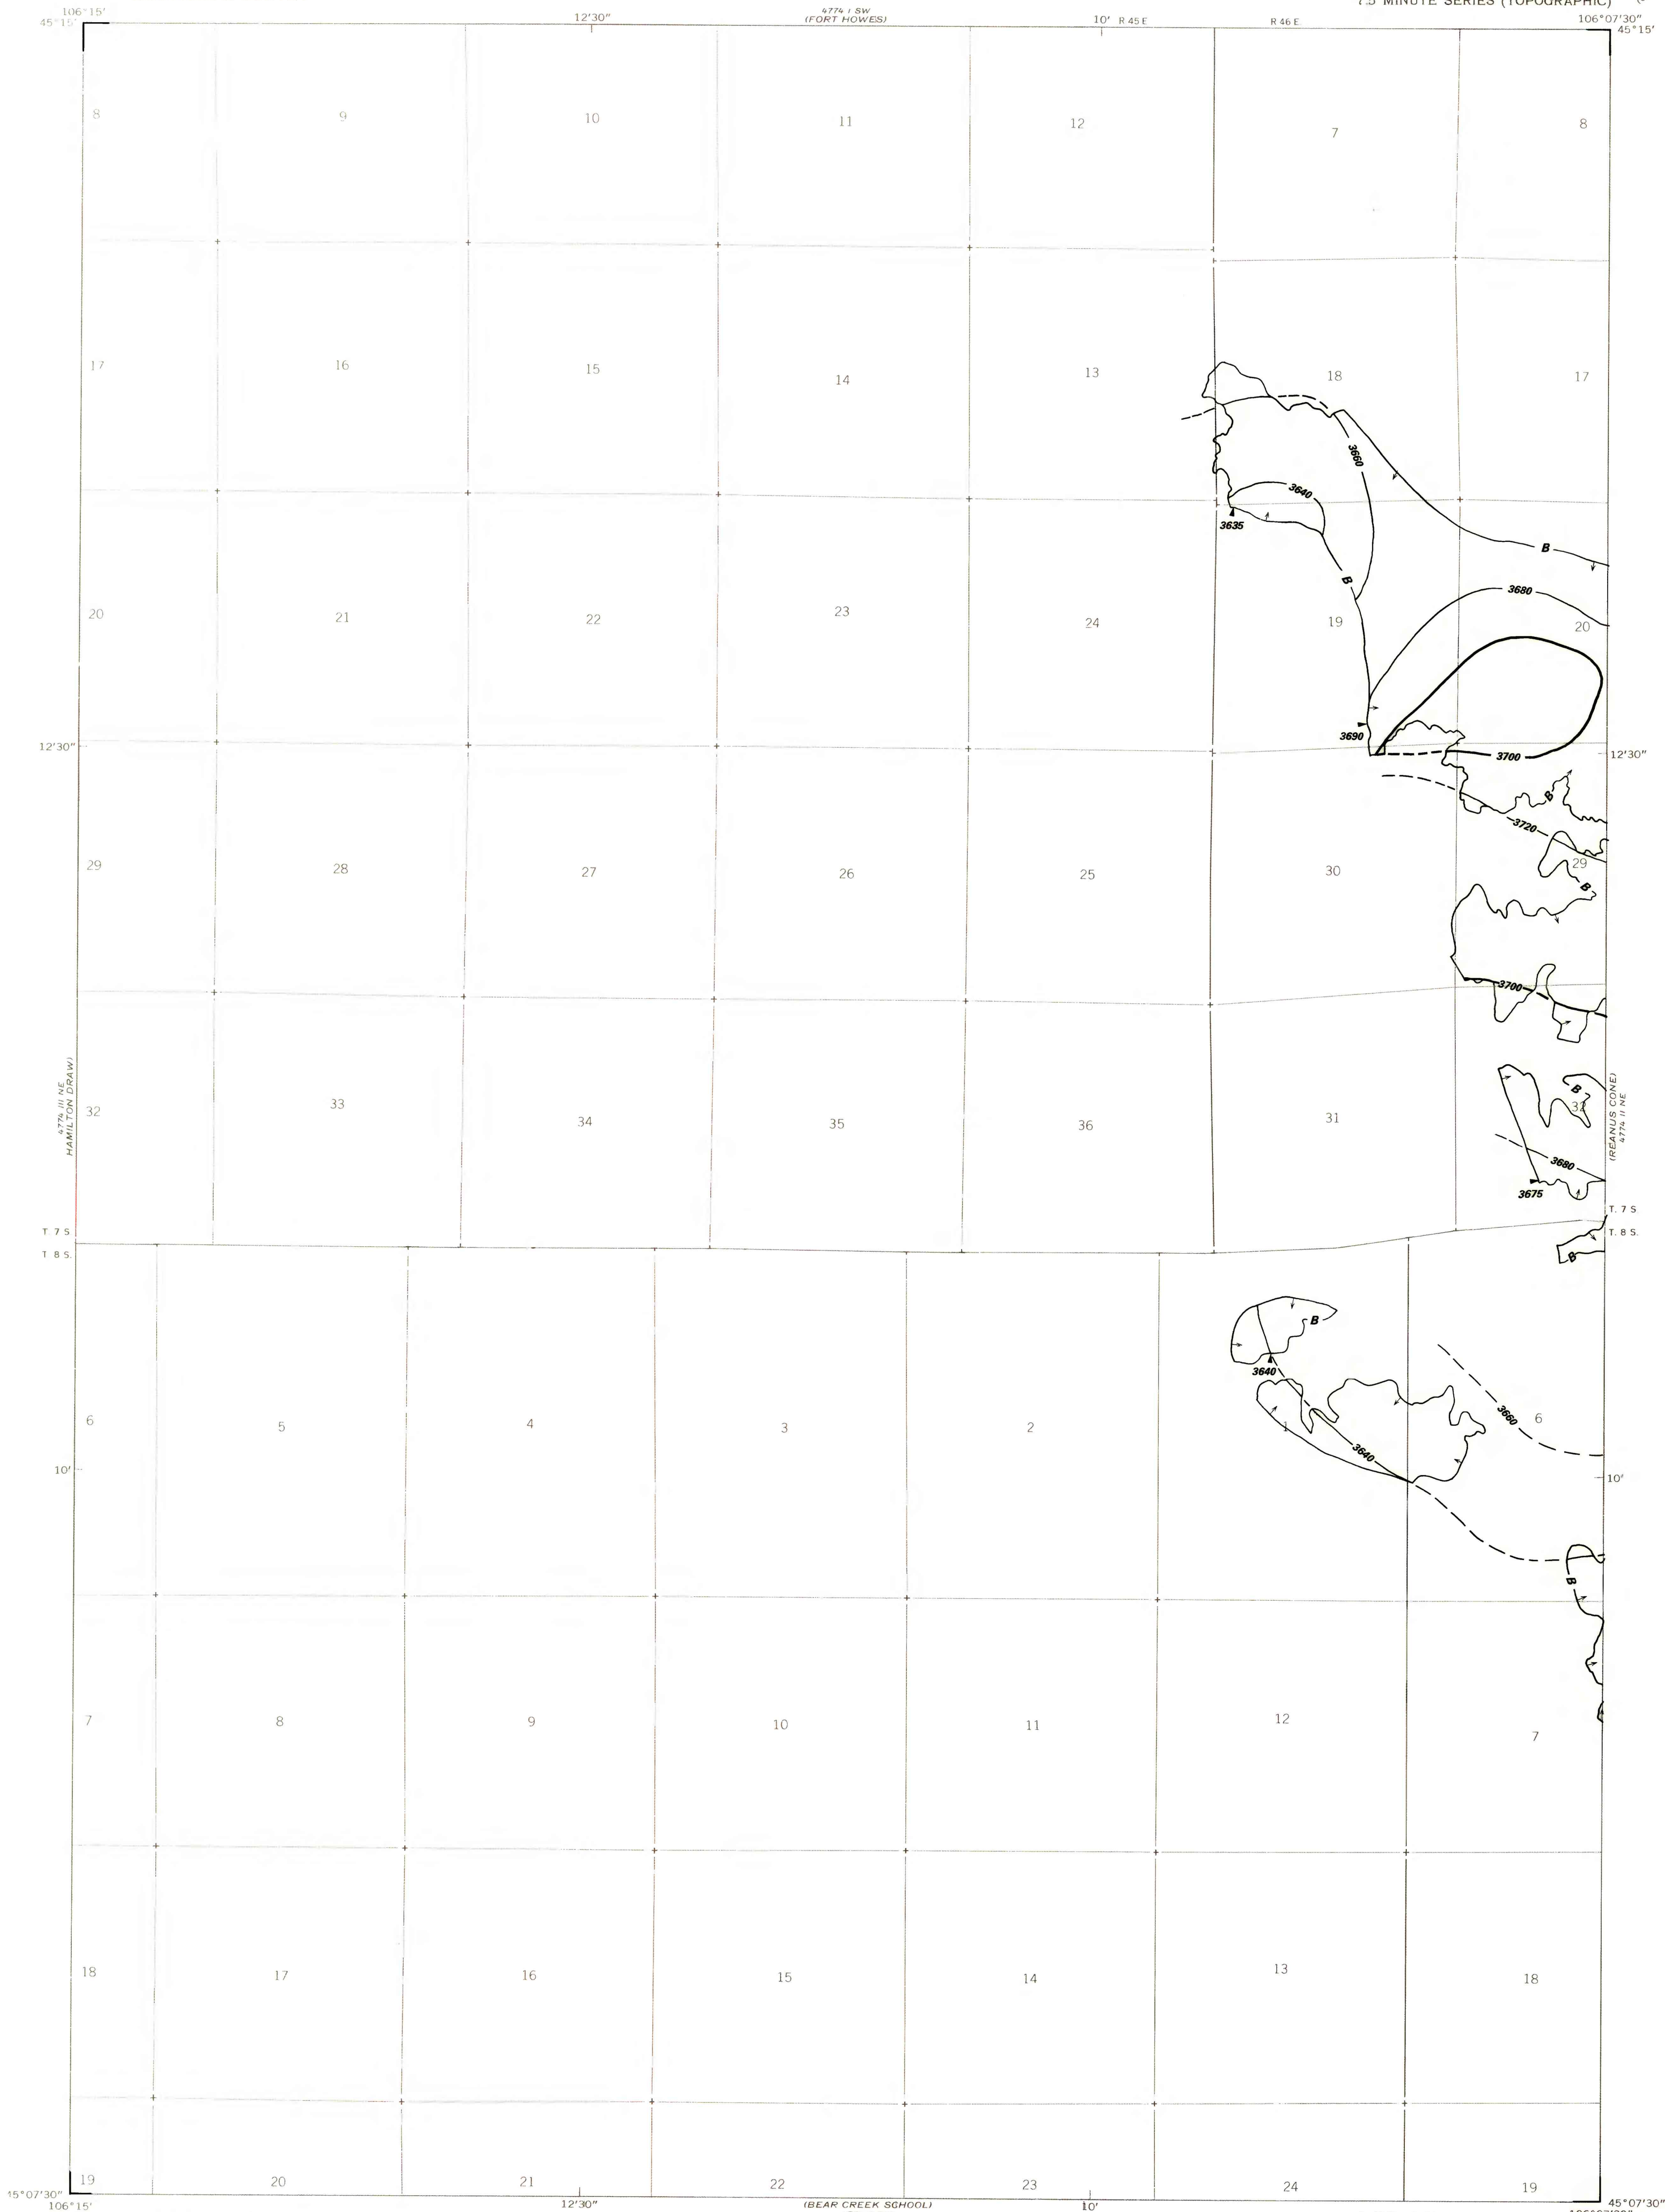 7.5 MINUTE SERIES (TOPOGRAPHIC)
106°15' 4774 I SW 106°07'30"
45°15' 12'30" (FORT HOWES) 10' R 45 E R 46 E 45°15'
8 9 10 11 12 7 8
17 16 15 14 13 18 17
3660
3640
3635
B
B
3680
20 21 22 23 24 19 20
3690
12'30" 3700 12'30"
B
3720
29 28 27 26 25 30 29
B
3700
4774 III NE
HAMILTON DRAW)
(REANUS CONE)
4774 II NE
B
32 33 34 35 36 31 32
3680
3675
T. 7 S T. 7 S
T. 8 S. T. 8 S.
B
B
3640
3660
6 5 4 3 2 1 6
3640
10' 10'
B
7 8 9 10 11 12 7
18 17 16 15 14 13 18
19 20 21 22 23 24 19
15°07'30" 45°07'30"
106°15' 12'30" (BEAR CREEK SCHOOL) 10'